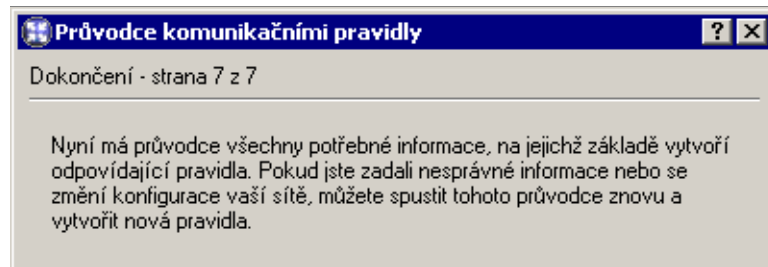 Průvodce komunikačními pravidly
Dokončení - strana 7 z 7
Nyní má průvodce všechny potřebné informace, na jejichž základě vytvoří
odpovídající pravidla. Pokud jste zadali nesprávné informace nebo se
změní konfigurace vaší sítě, můžete spustit tohoto průvodce znovu a
vytvořit nová pravidla.